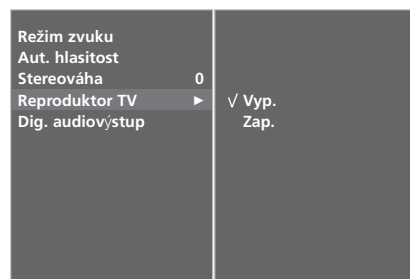 Režim zvuku
Aut. hlasitost
Stereováha 0
Reproduktor TV ►
Dig. audiovýstup
√ Vyp.
Zap.